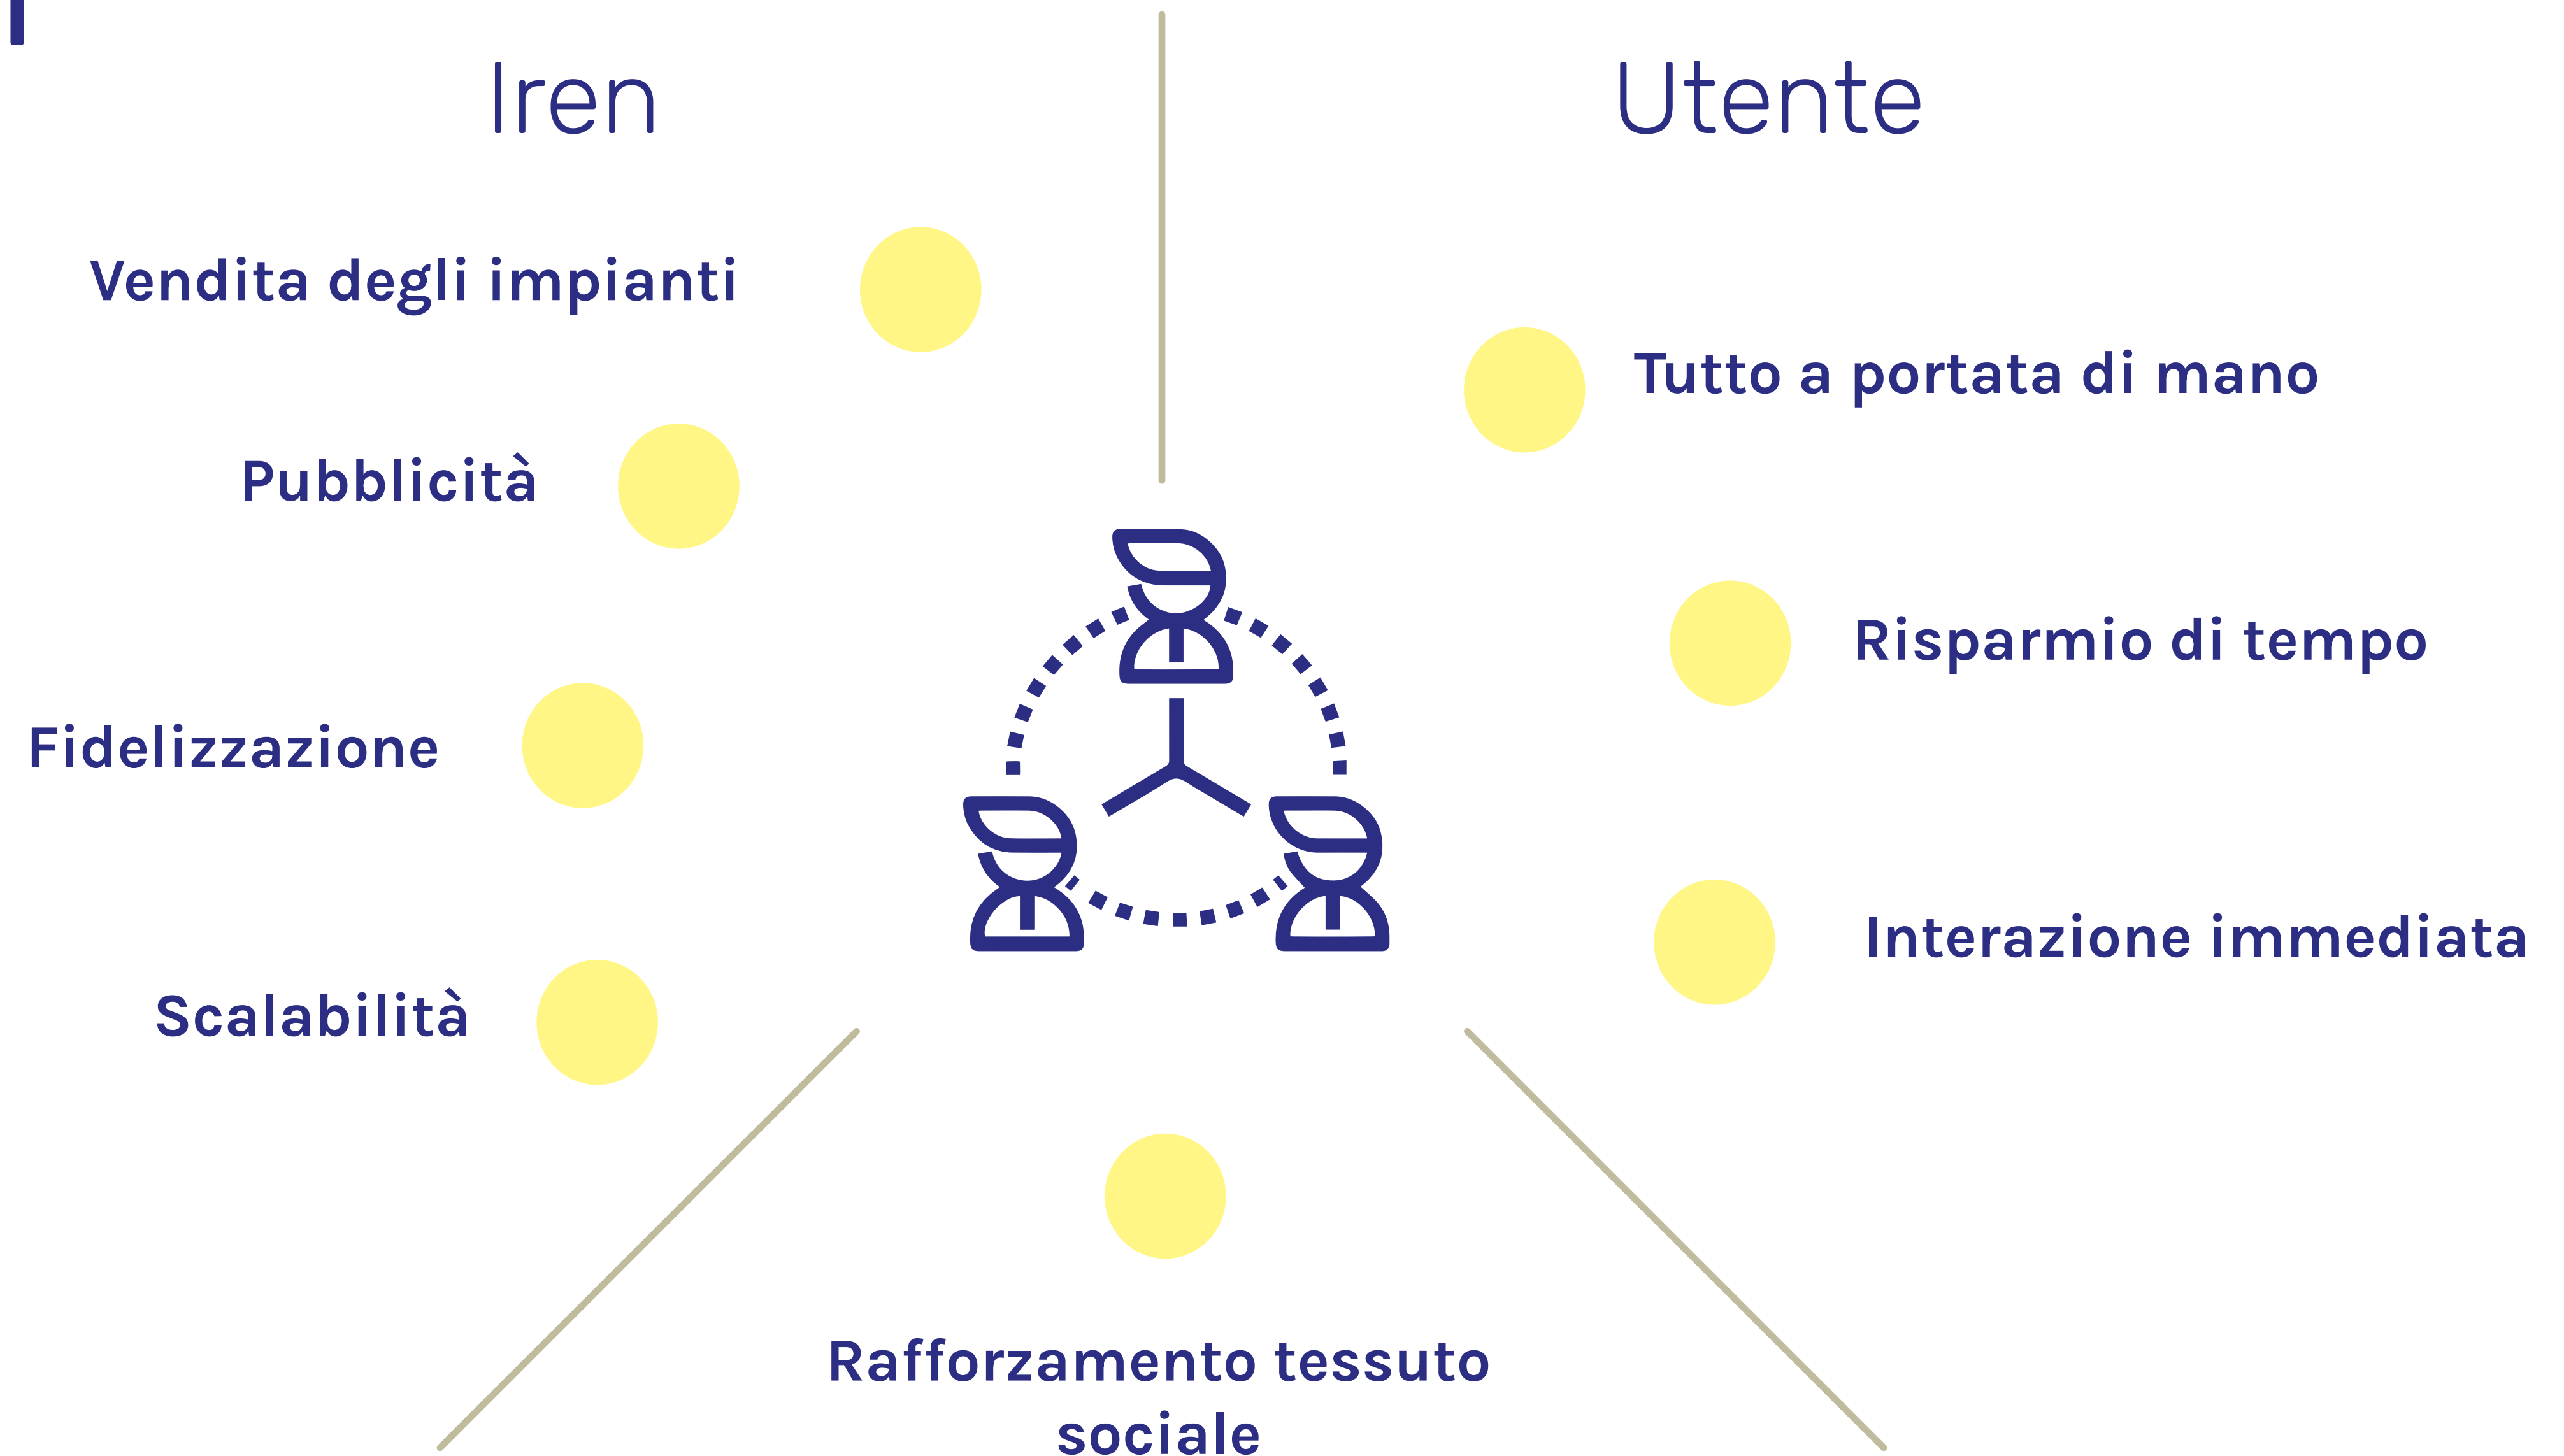 Iren
Utente
Vendita degli impianti
Pubblicità
Fidelizzazione
Scalabilità
Tutto a portata di mano
Risparmio di tempo
Interazione immediata
Rafforzamento tessuto
sociale